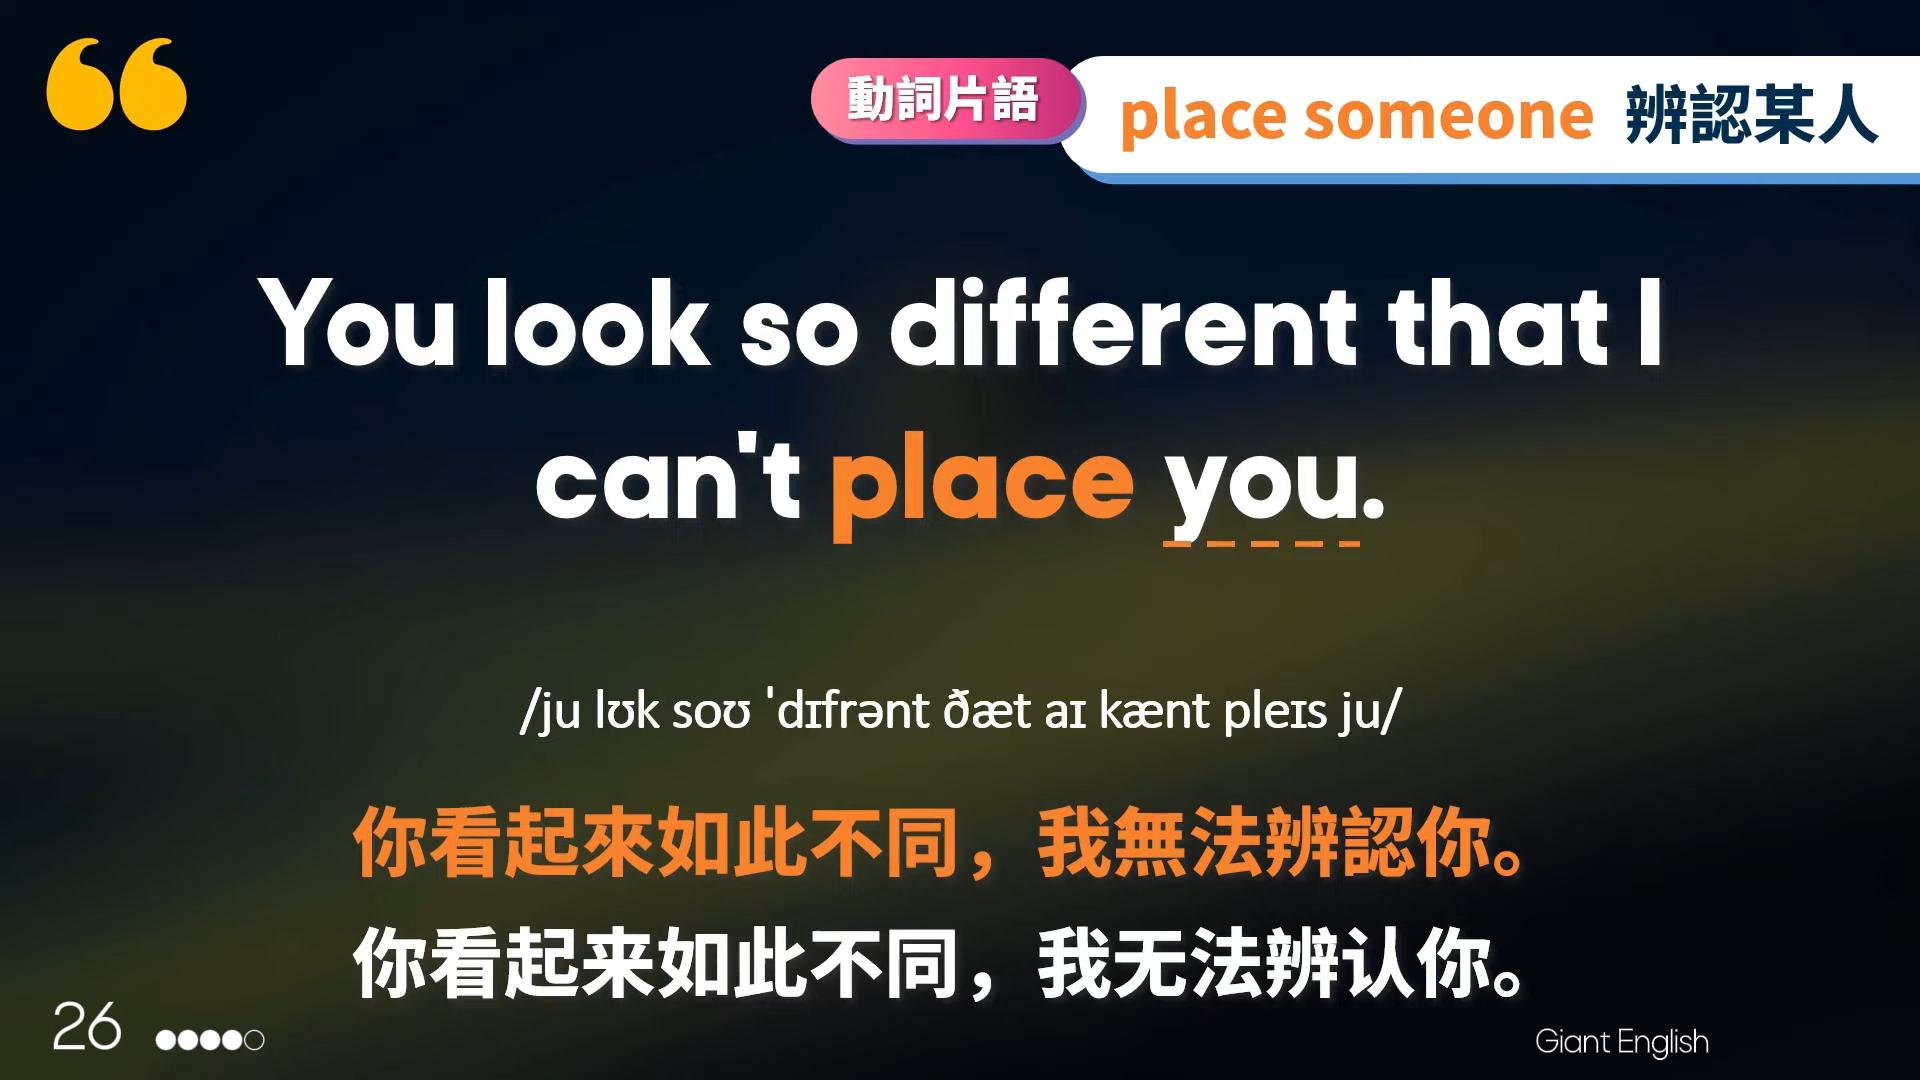 動詞片語
place someone 辨認某人
You look so different that I
can't place you.
/ju lʊk soʊ ˈdɪfrənt ðæt aɪ kænt pleɪs ju/
你看起來如此不同，我無法辨認你。
你看起来如此不同，我无法辨认你。
26
Giant English